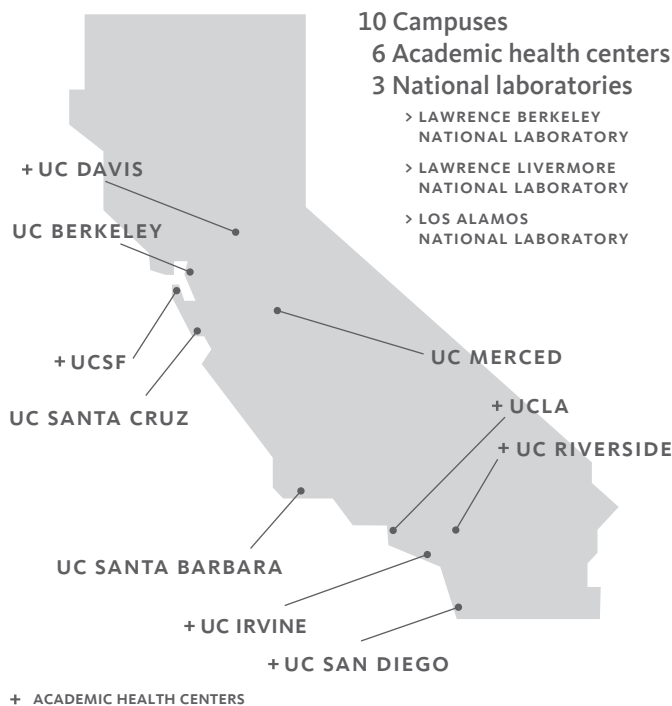 10 Campuses
6 Academic health centers
3 National laboratories
> LAWRENCE BERKELEY
NATIONAL LABORATORY
> LAWRENCE LIVERMORE
NATIONAL LABORATORY
> LOS ALAMOS
NATIONAL LABORATORY
+ UC DAVIS
UC BERKELEY
+ UCSF
UC MERCED
UC SANTA CRUZ
+ UCLA
+ UC RIVERSIDE
UC SANTA BARBARA
+ UC IRVINE
+ UC SAN DIEGO
+ ACADEMIC HEALTH CENTERS